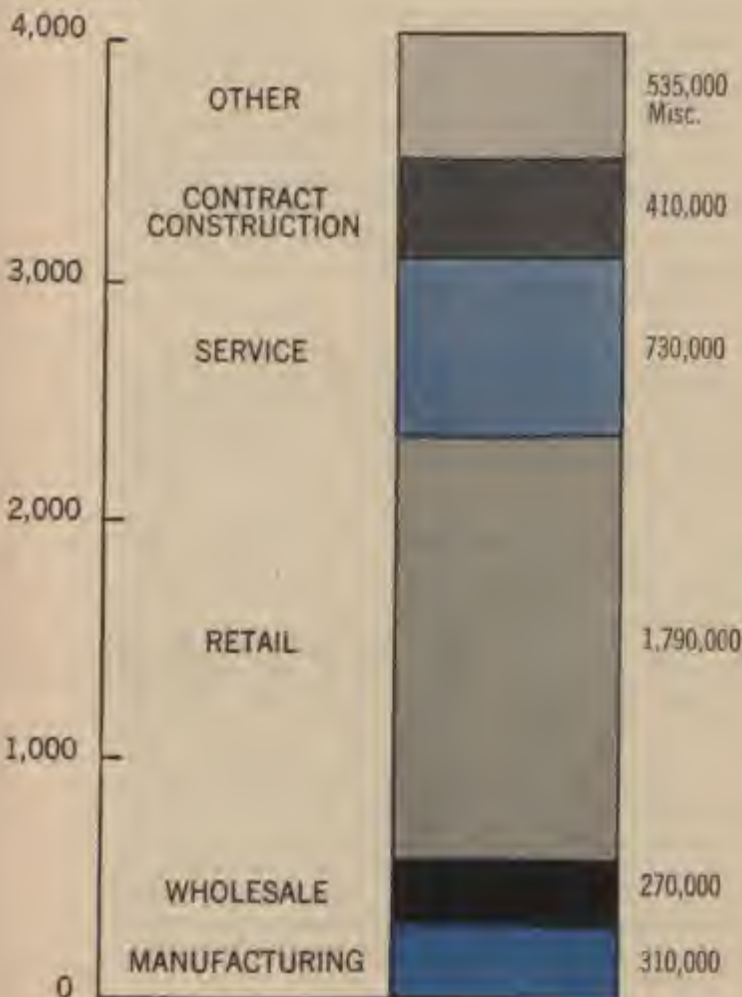 4,000
OTHER
535,000
Misc.
CONTRACT
CONSTRUCTION
410,000
3,000
SERVICE
730,000
2,000
RETAIL
1,790,000
1,000
WHOLESALE
270,000
MANUFACTURING
310,000
0